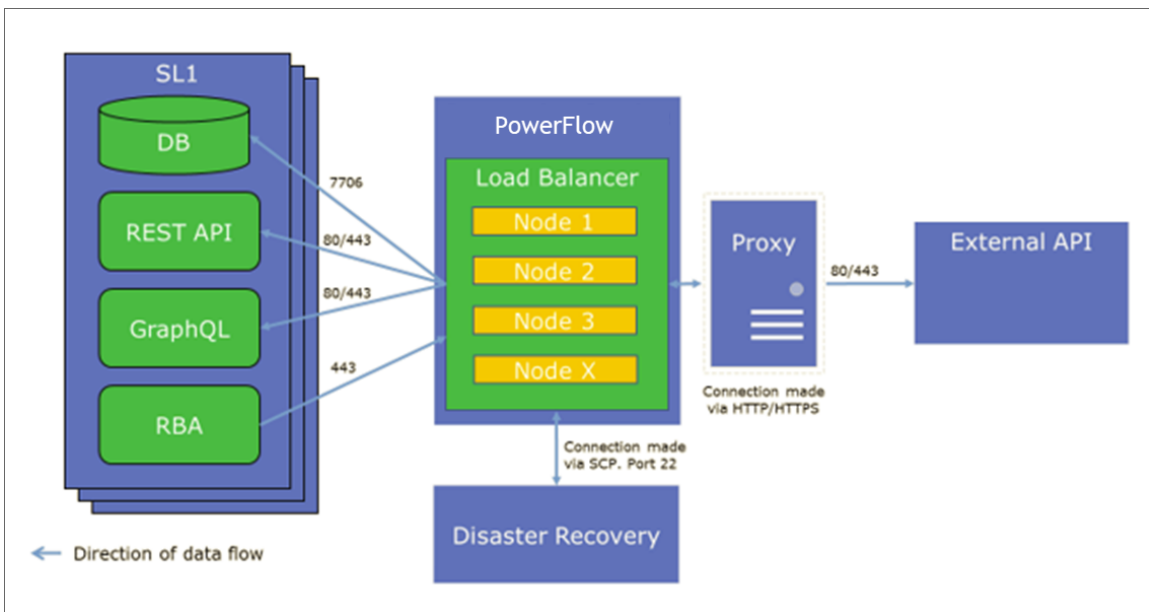 SL1
DB
REST API
GraphQL
RBA
7706
80/443
80/443
443
PowerFlow
Load Balancer
Node 1
Node 2
Node 3
Node X
Proxy
Connection made
via HTTP/HTTPS
80/443
External API
Connection made
via SCP. Port 22
Disaster Recovery
Direction of data flow